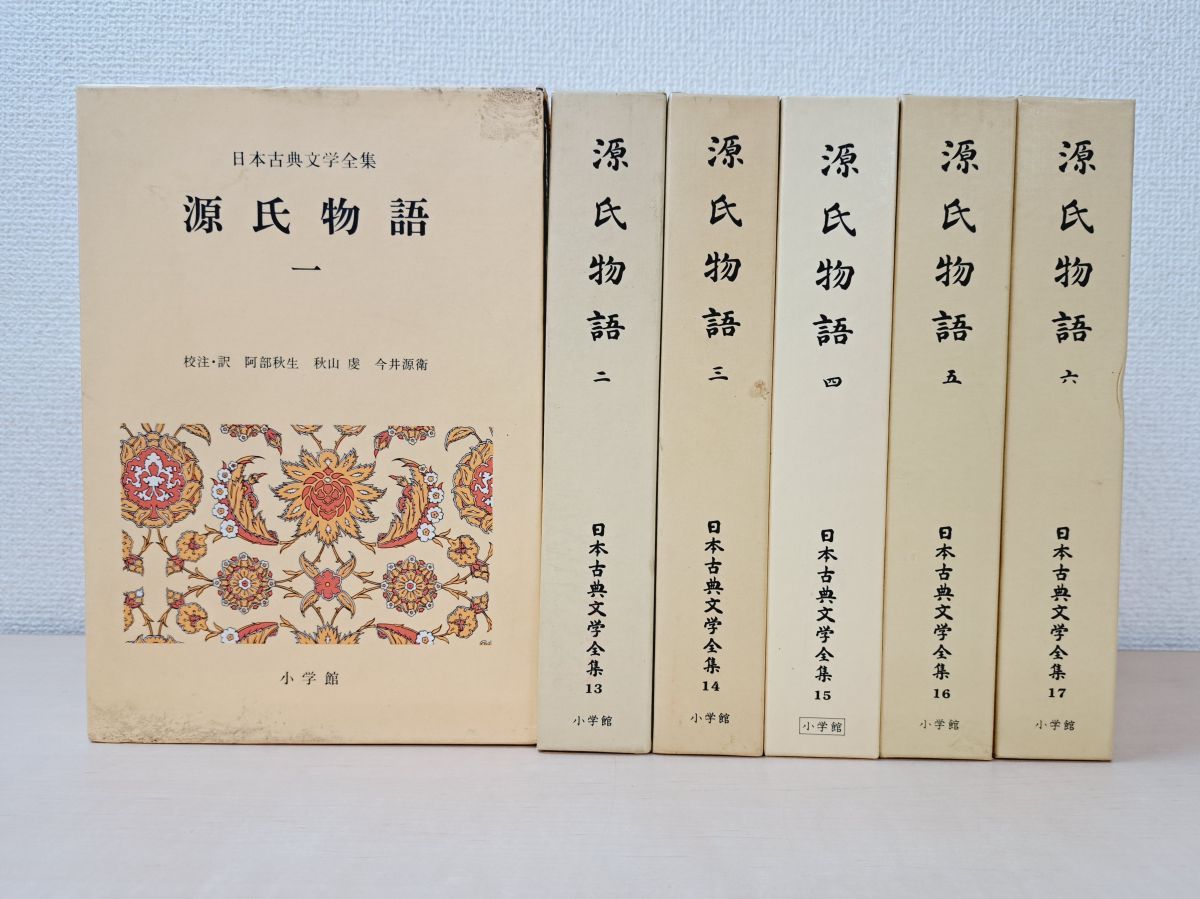 日本古典文学全集
源氏物語
一
校注・訳 阿部秋生 秋山 虔 今井源衛
小学館
源氏物語 二
日本古典文学全集
13
小学館
源氏物語 三
日本古典文学全集
14
小学館
源氏物語 四
日本古典文学全集
15
小学館
源氏物語 五
日本古典文学全集
16
小学館
源氏物語 六
日本古典文学全集
17
小学館